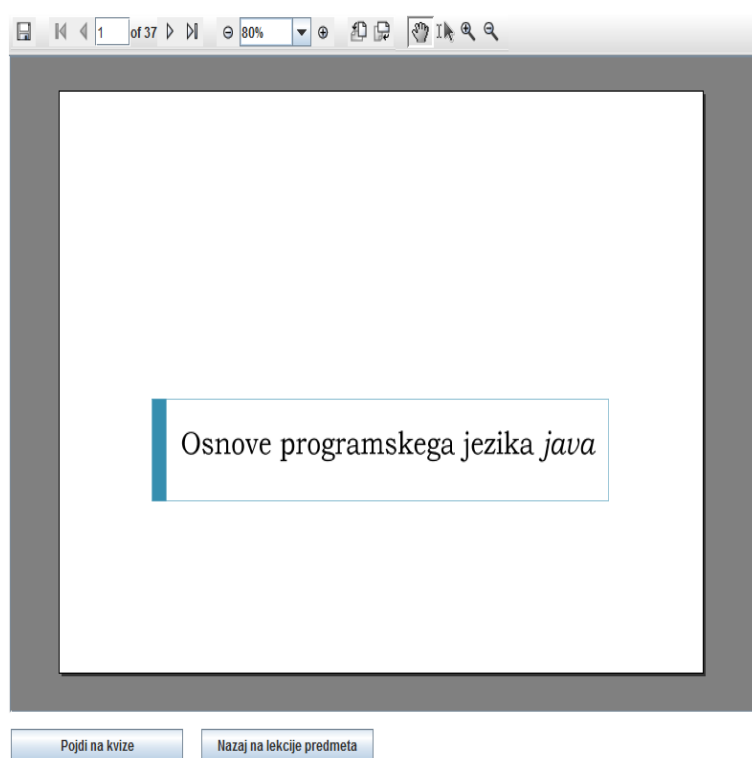 1 of 37 80%
Osnove programskega jezika java
Pojdi na kvize Nazaj na lekcije predmeta